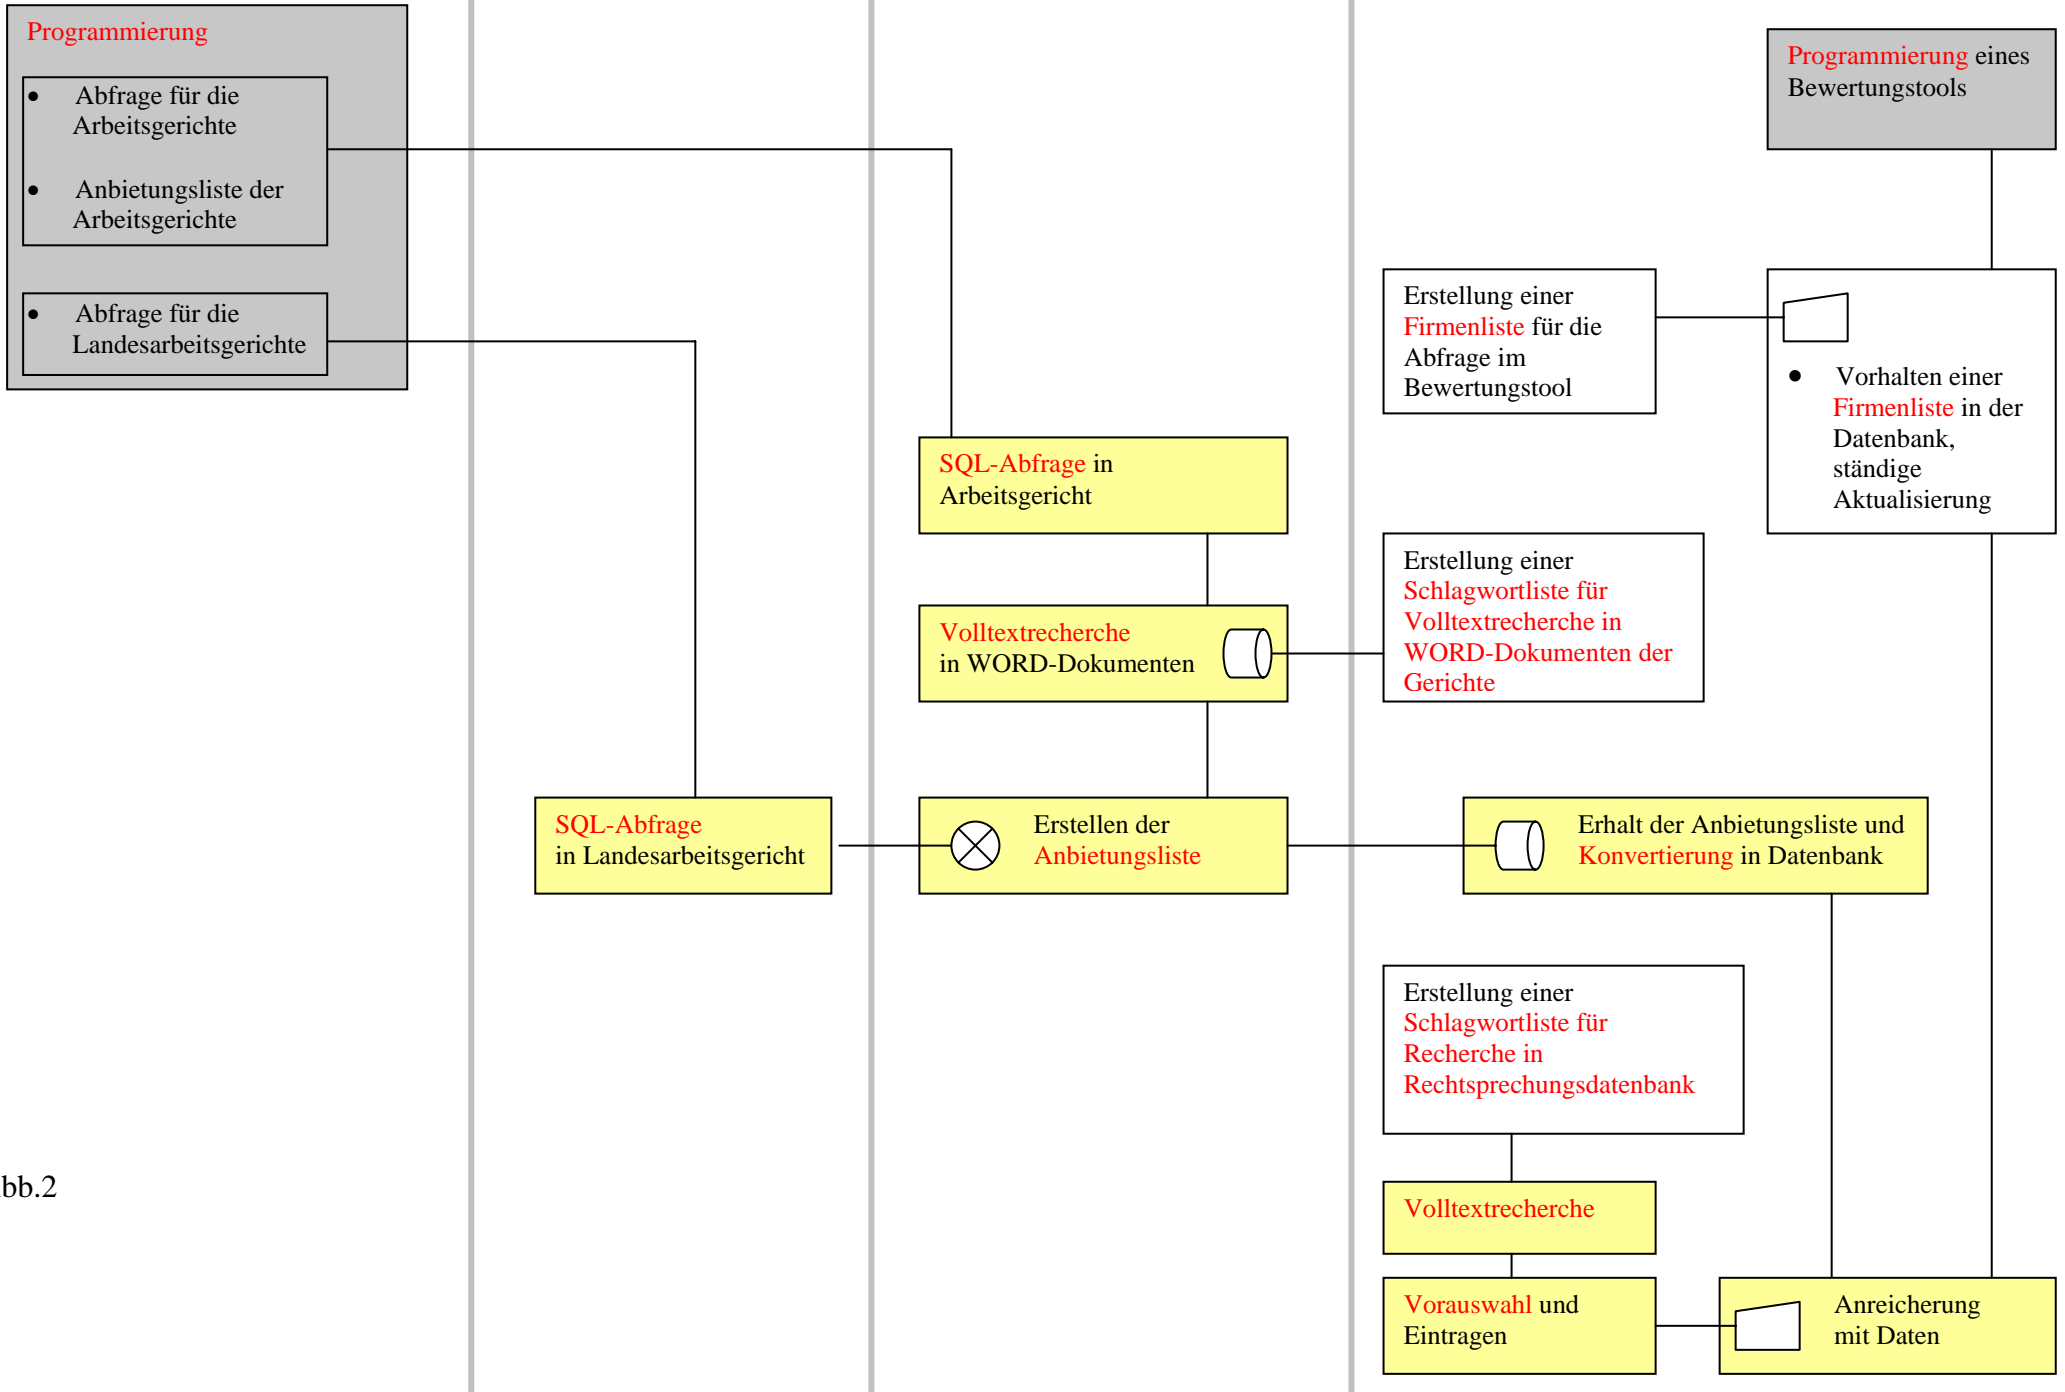 Programmierung
• Abfrage für die
Arbeitsgerichte
• Anbietungsliste der
Arbeitsgerichte
• Abfrage für die
Landesarbeitsgerichte
Programmierung eines
Bewertungstools
Erstellung einer
Firmenliste für die
Abfrage im
Bewertungstool
• Vorhalten einer
Firmenliste in der
Datenbank,
ständige
Aktualisierung
SQL-Abfrage in
Arbeitsgericht
Erstellung einer
Schlagwortliste für
Volltextrecherche in
WORD-Dokumenten der
Gerichte
Volltextrecherche
in WORD-Dokumenten
SQL-Abfrage
in Landesarbeitsgericht
Erstellen der
Anbietungsliste
Erhalt der Anbietungsliste und
Konvertierung in Datenbank
Erstellung einer
Schlagwortliste für
Recherche in
Rechtsprechungsdatenbank
bb.2
Volltextrecherche
Vorauswahl und
Eintragen
Anreicherung
mit Daten